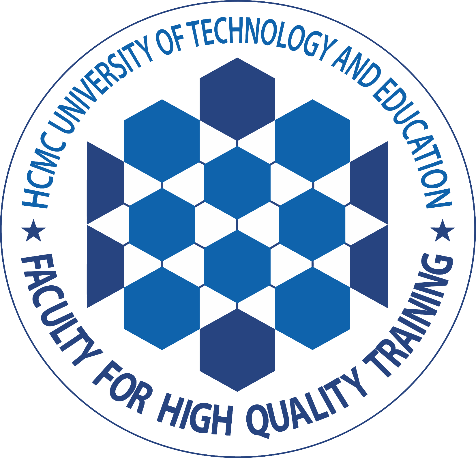 HCMC UNIVERSITY OF TECHNOLOGY AND EDUCATION
FACULTY FOR HIGH QUALITY TRAINING